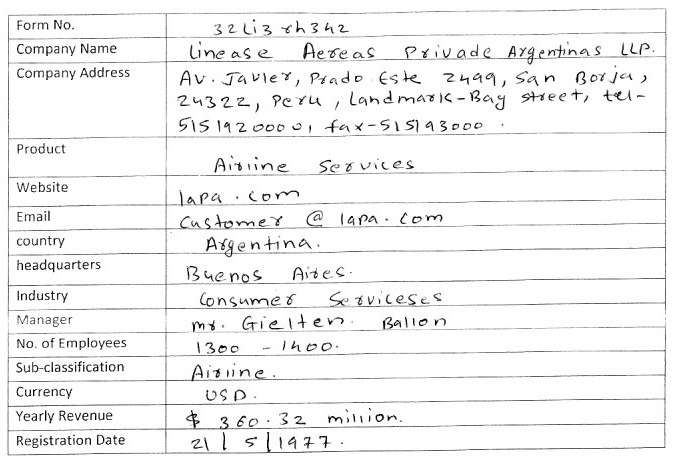 Form No. 32Li3rh342
Company Name Linease Aereas Privade Argentinas LLP.
Company Address Av. Javier, Prado Este 2499, San Borja,
24322, Peru, Landmark-Bay street, tel-
5151920000, fax-515193000.
Product Airline Services
Website lapa.com
Email Customer @ lapa.com
country Argentina.
headquarters Buenos Aires.
Industry Consumer Serviceses
Manager mr. Gielten. Ballon
No. of Employees 1300 - 1400.
Sub-classification Airline.
Currency USD.
Yearly Revenue $ 360.32 million.
Registration Date 21/5/1977.